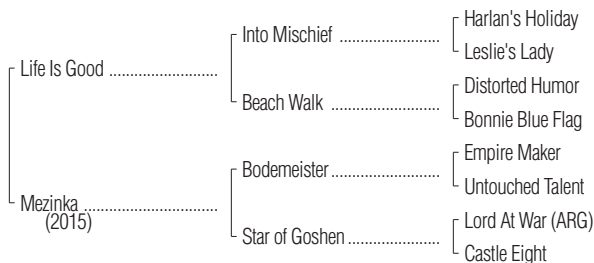 Harlan's Holiday
Into Mischief
Leslie's Lady
Life Is Good
Distorted Humor
Beach Walk
Bonnie Blue Flag
Empire Maker
Bodemeister
Untouched Talent
Mezinka
(2015)
Lord At War (ARG)
Star of Goshen
Castle Eight